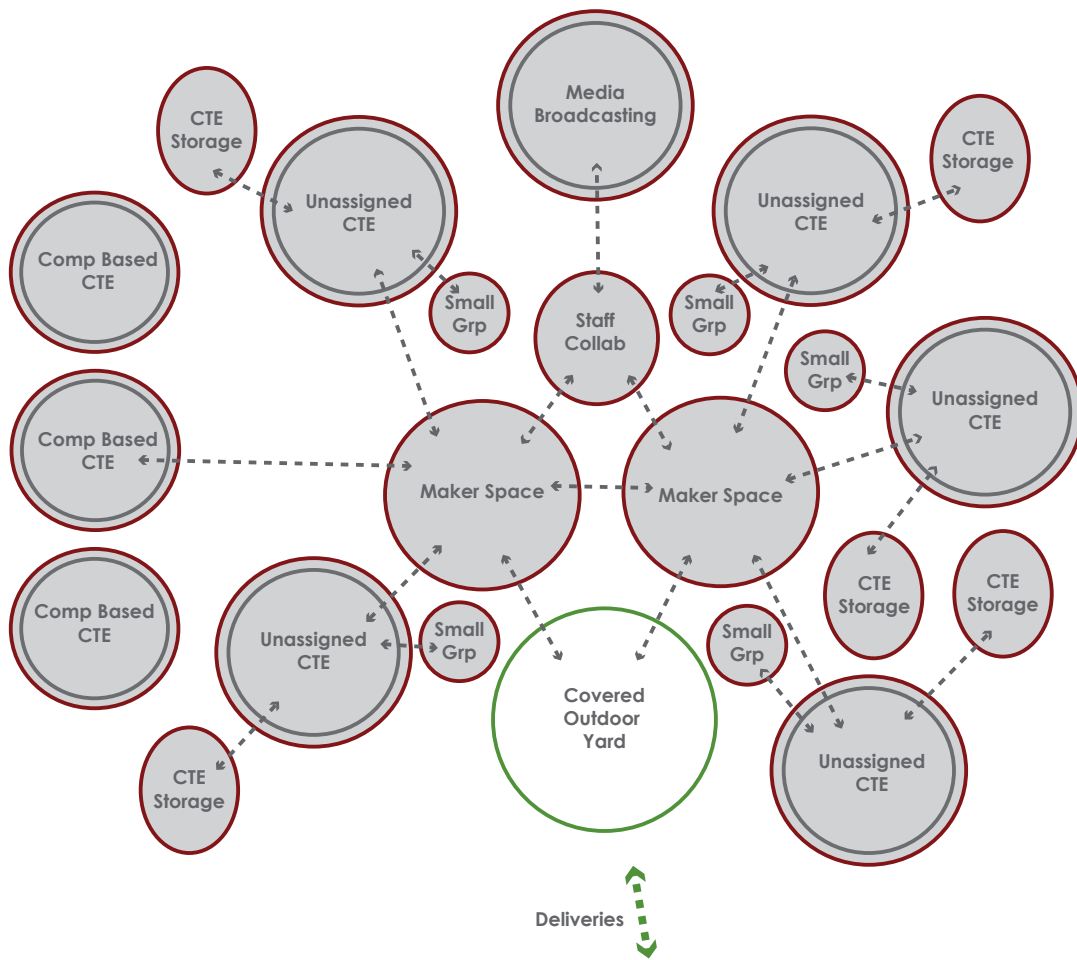 Media
Broadcasting
CTE
Storage
Unassigned
CTE
Unassigned
CTE
CTE
Storage
Comp Based
CTE
Small
Grp
Staff
Collab
Small
Grp
Small
Grp
Unassigned
CTE
Comp Based
CTE
Maker Space
Maker Space
Comp Based
CTE
Unassigned
CTE
Small
Grp
Small
Grp
CTE
Storage
CTE
Storage
Covered
Outdoor
Yard
CTE
Storage
Unassigned
CTE
Deliveries